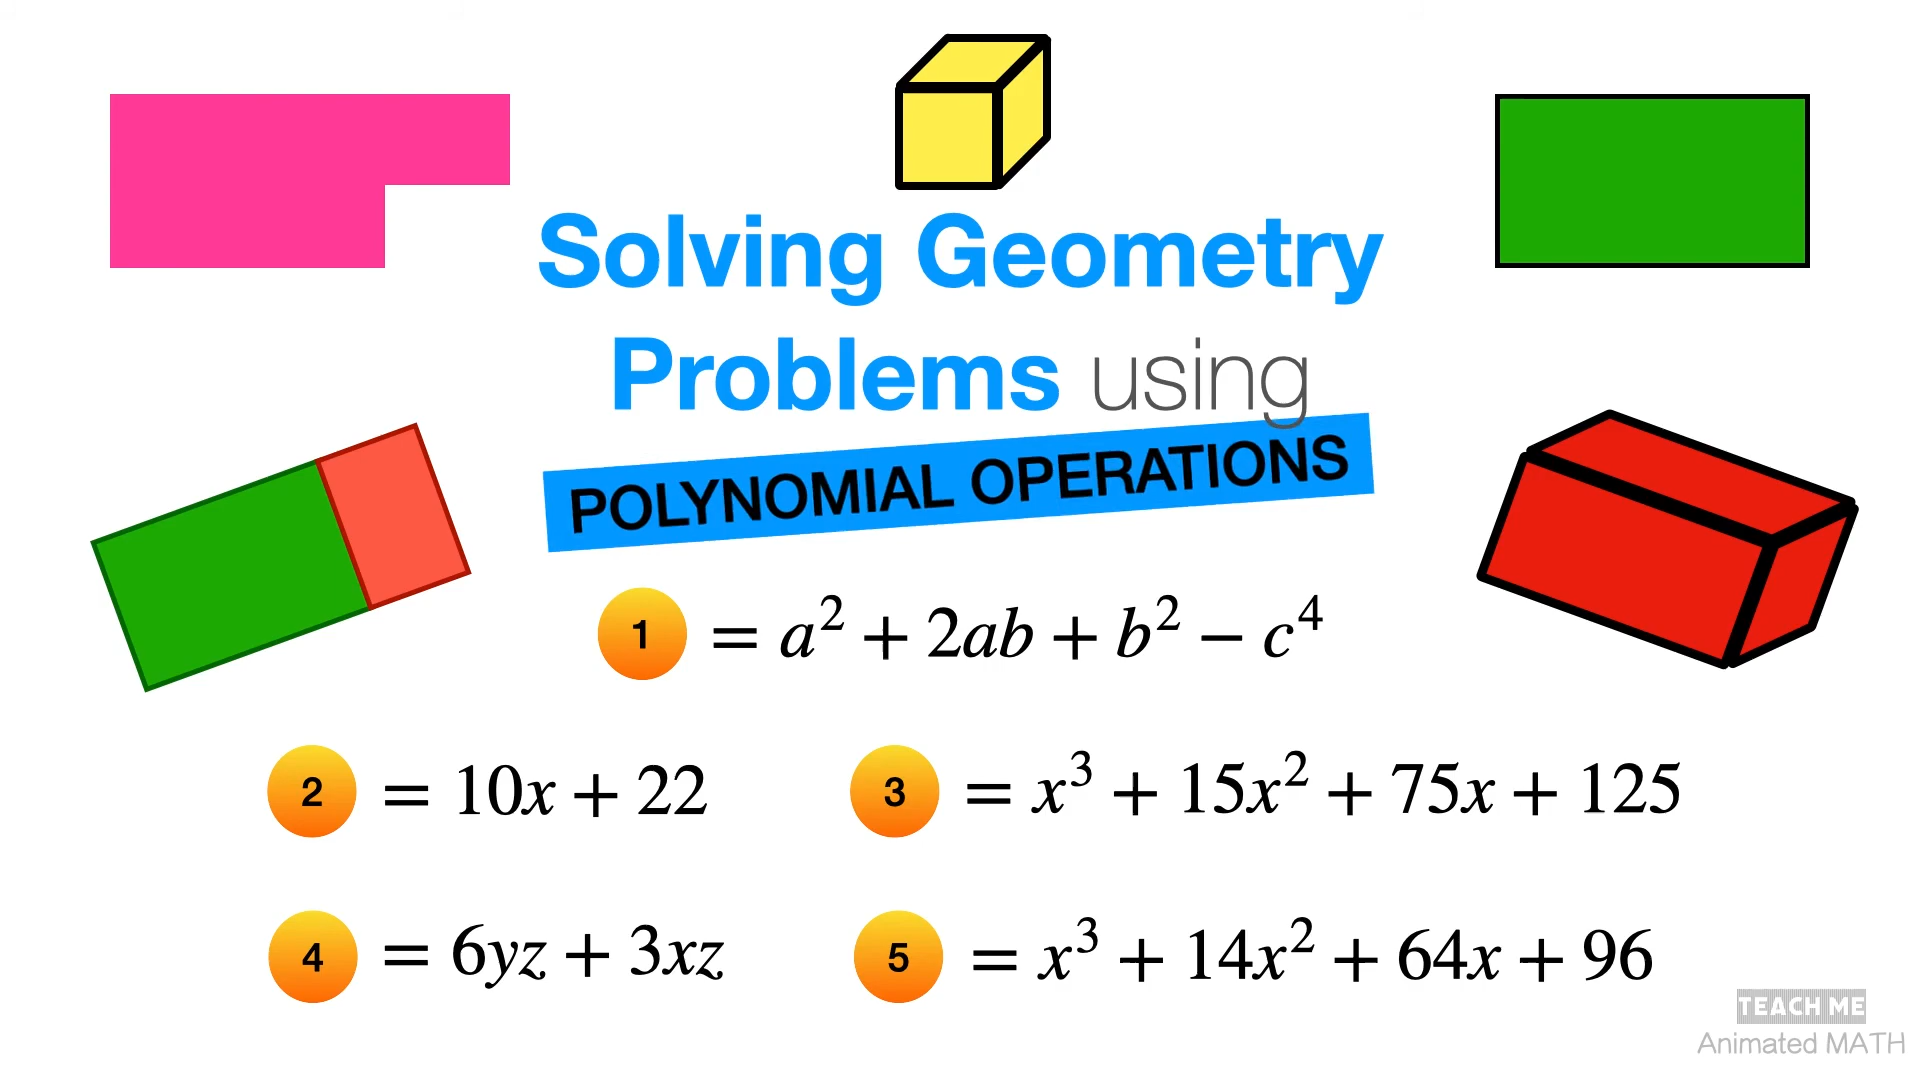 Solving Geometry
Problems using
POLYNOMIAL OPERATIONS
1 = a² + 2ab + b² − c⁴
2 = 10x + 22
3 = x³ + 15x² + 75x + 125
4 = 6yz + 3xz
5 = x³ + 14x² + 64x + 96
TEACH ME
Animated MATH